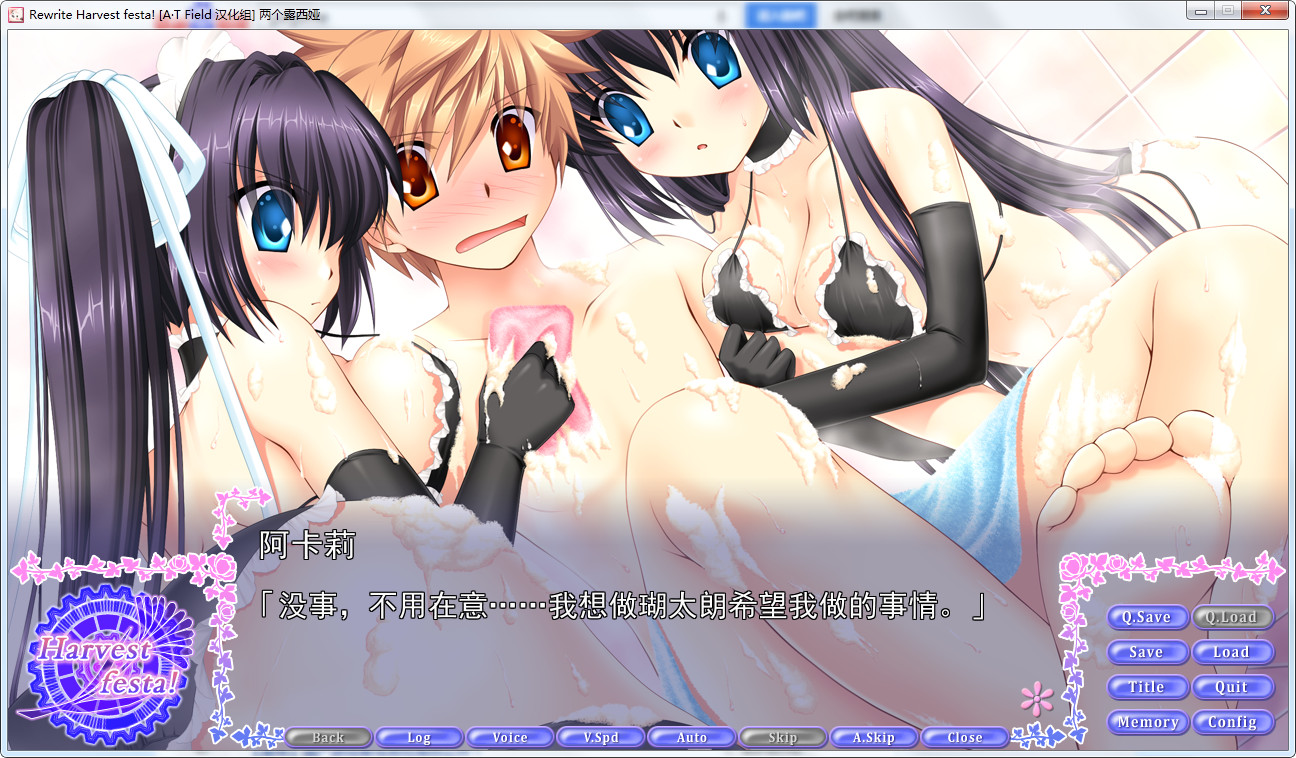 Rewrite Harvest festa! [A·T Field 汉化组] 两个露西娅
阿卡莉
「没事，不用在意……我想做瑚太朗希望我做的事情。」
Harvest
festa!
Q.Save Q.Load
Save Load
Title Quit
Memory Config
Back Log Voice V.Spd Auto Skip A.Skip Close